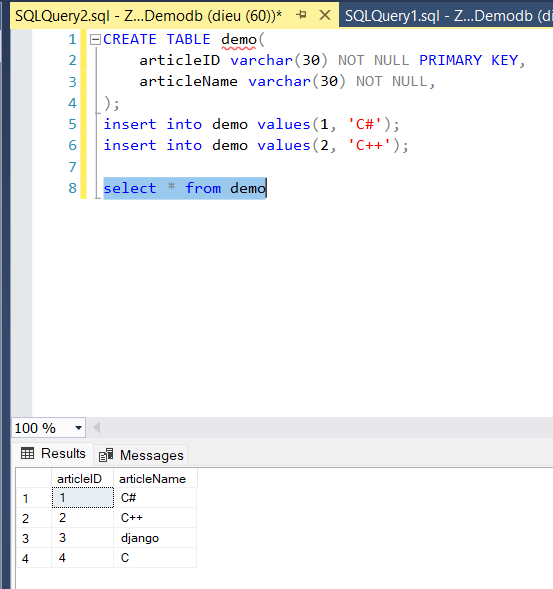 SQLQuery2.sql - Z...Demodb (dieu (60))* SQLQuery1.sql - Z...Demodb (di
1 CREATE TABLE demo(
2 articleID varchar(30) NOT NULL PRIMARY KEY,
3 articleName varchar(30) NOT NULL,
4 );
5 insert into demo values(1, 'C#');
6 insert into demo values(2, 'C++');
7
8 select * from demo
100 %
Results Messages
articleID articleName
1 1 C#
2 2 C++
3 3 django
4 4 C